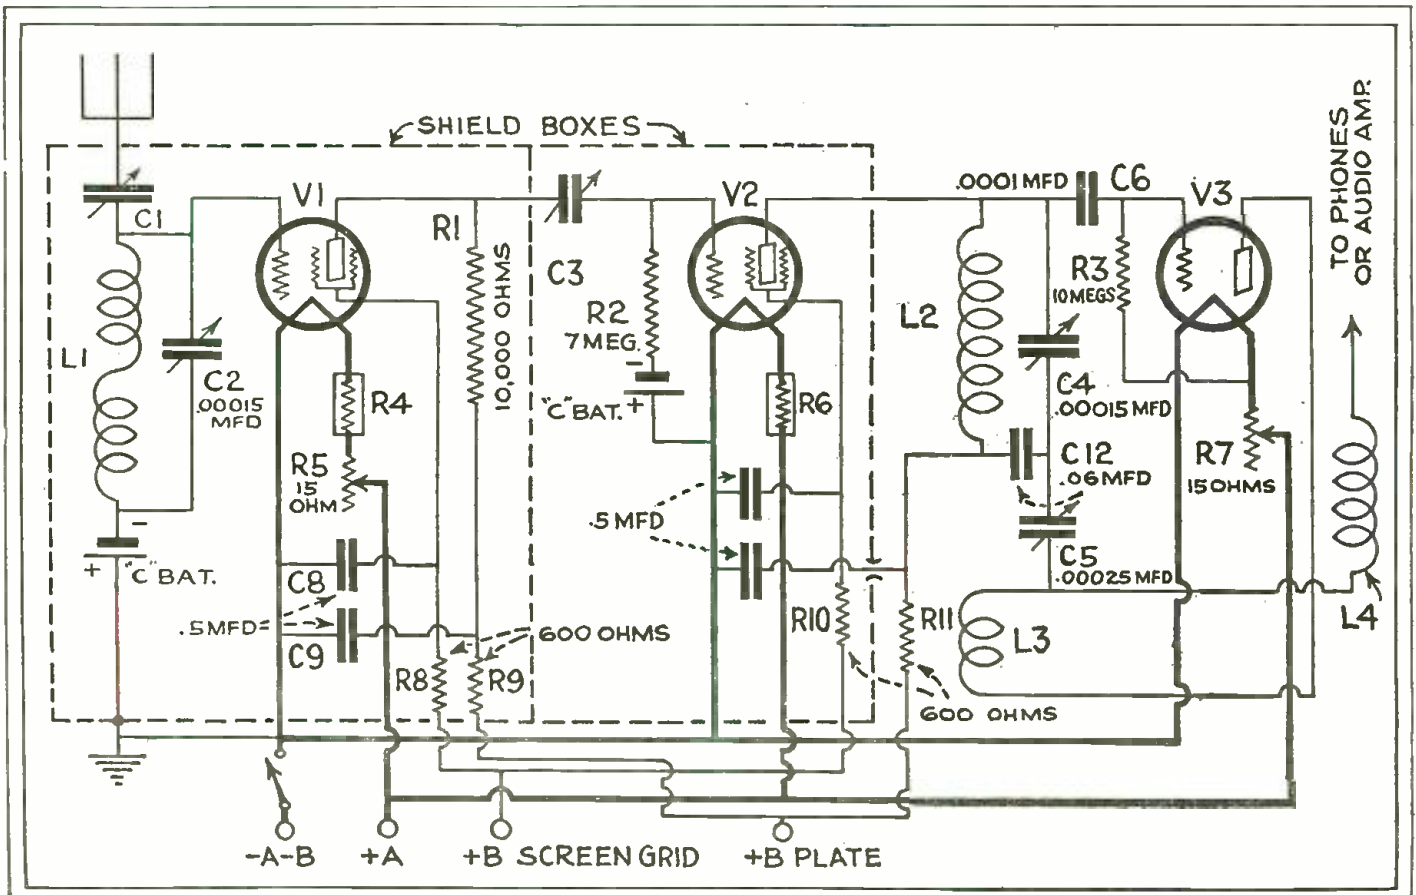 SHIELD BOXES
V1
V2
V3
.0001 MFD
C6
C1
R1
10,000 OHMS
C3
R2
7 MEG.
-
"C" BAT. +
L2
R3
10 MEGS
TO PHONES
OR AUDIO AMP.
L1
C2
.00015
MFD
R4
R6
C4
.00015 MFD
R5
15
OHM
C12
.06 MFD
R7
15 OHMS
.5 MFD
-
+ "C" BAT.
C8
C5
.00025 MFD
.5 MFD
C9
600 OHMS
R10
R11
L3
L4
R8
R9
600 OHMS
-A-B
+A
+B SCREEN GRID
+B PLATE